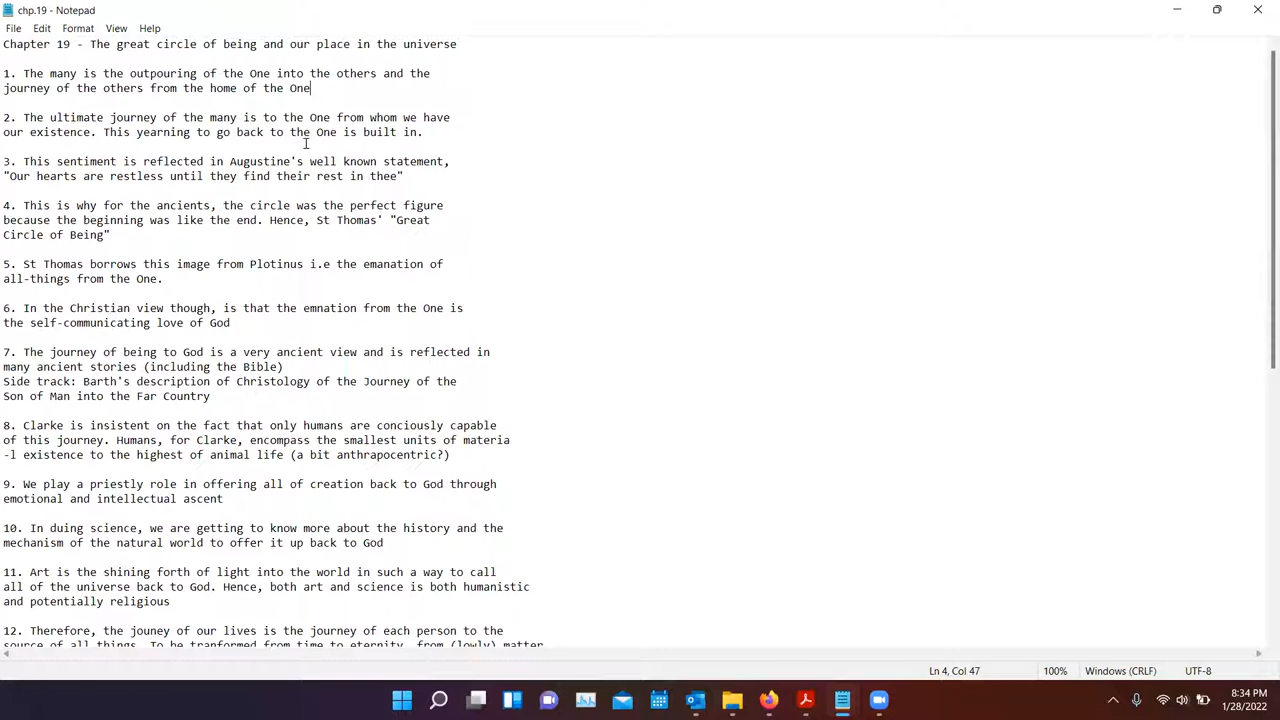 chp.19 - Notepad
File Edit Format View Help
Chapter 19 - The great circle of being and our place in the universe
1. The many is the outpouring of the One into the others and the
journey of the others from the home of the One
2. The ultimate journey of the many is to the One from whom we have
our existence. This yearning to go back to the One is built in.
3. This sentiment is reflected in Augustine's well known statement,
"Our hearts are restless until they find their rest in thee"
4. This is why for the ancients, the circle was the perfect figure
because the beginning was like the end. Hence, St Thomas' "Great
Circle of Being"
5. St Thomas borrows this image from Plotinus i.e the emanation of
all-things from the One.
6. In the Christian view though, is that the emnation from the One is
the self-communicating love of God
7. The journey of being to God is a very ancient view and is reflected in
many ancient stories (including the Bible)
Side track: Barth's description of Christology of the Journey of the
Son of Man into the Far Country
8. Clarke is insistent on the fact that only humans are conciously capable
of this journey. Humans, for Clarke, encompass the smallest units of materia
-l existence to the highest of animal life (a bit anthrapocentric?)
9. We play a priestly role in offering all of creation back to God through
emotional and intellectual ascent
10. In duing science, we are getting to know more about the history and the
mechanism of the natural world to offer it up back to God
11. Art is the shining forth of light into the world in such a way to call
all of the universe back to God. Hence, both art and science is both humanistic
and potentially religious
12. Therefore, the jouney of our lives is the journey of each person to the
source of all things. To be tranformed from time to eternity, from (lowly) matter
Ln 4, Col 47 100% Windows (CRLF) UTF-8
8:34 PM
1/28/2022